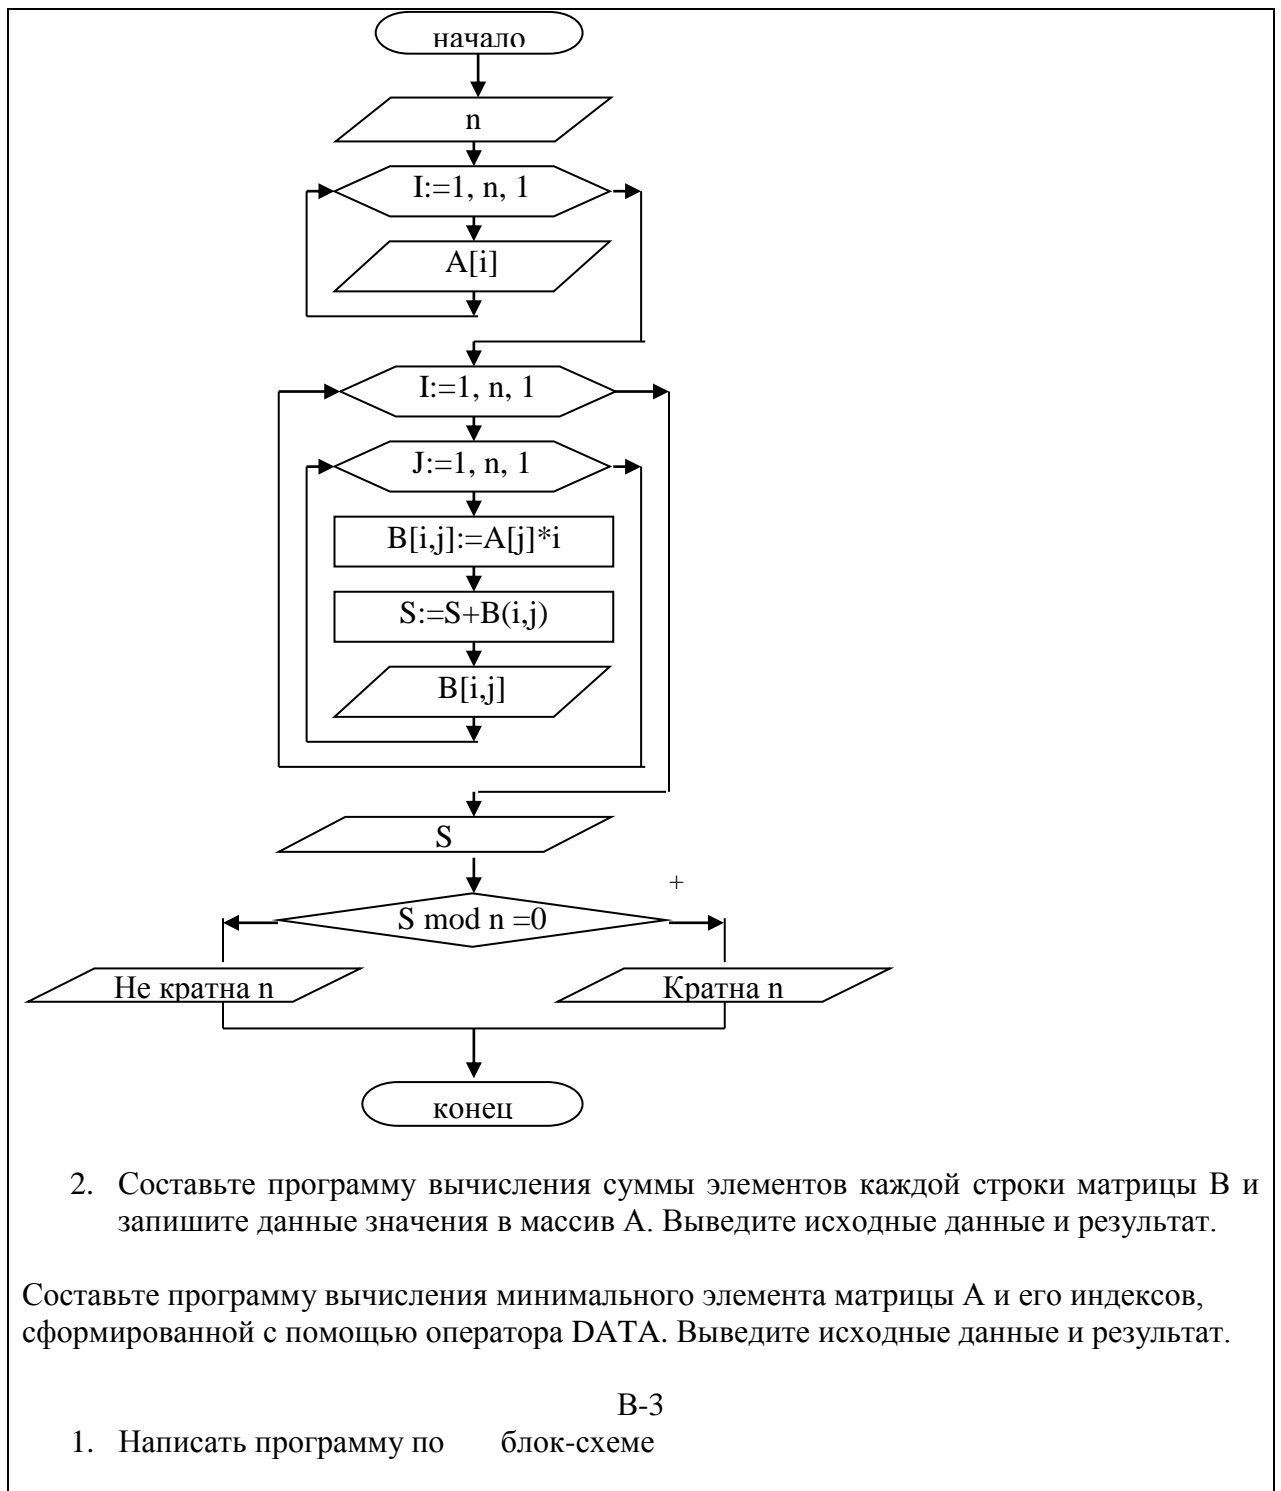 начало
n
I:=1, n, 1
A[i]
I:=1, n, 1
J:=1, n, 1
B[i,j]:=A[j]*i
S:=S+B(i,j)
B[i,j]
S
+
S mod n =0
Не кратна n
Кратна n
конец
2. Составьте программу вычисления суммы элементов каждой строки матрицы B и
запишите данные значения в массив А. Выведите исходные данные и результат.
Составьте программу вычисления минимального элемента матрицы А и его индексов,
сформированной с помощью оператора DATA. Выведите исходные данные и результат.
В-3
1. Написать программу по блок-схеме